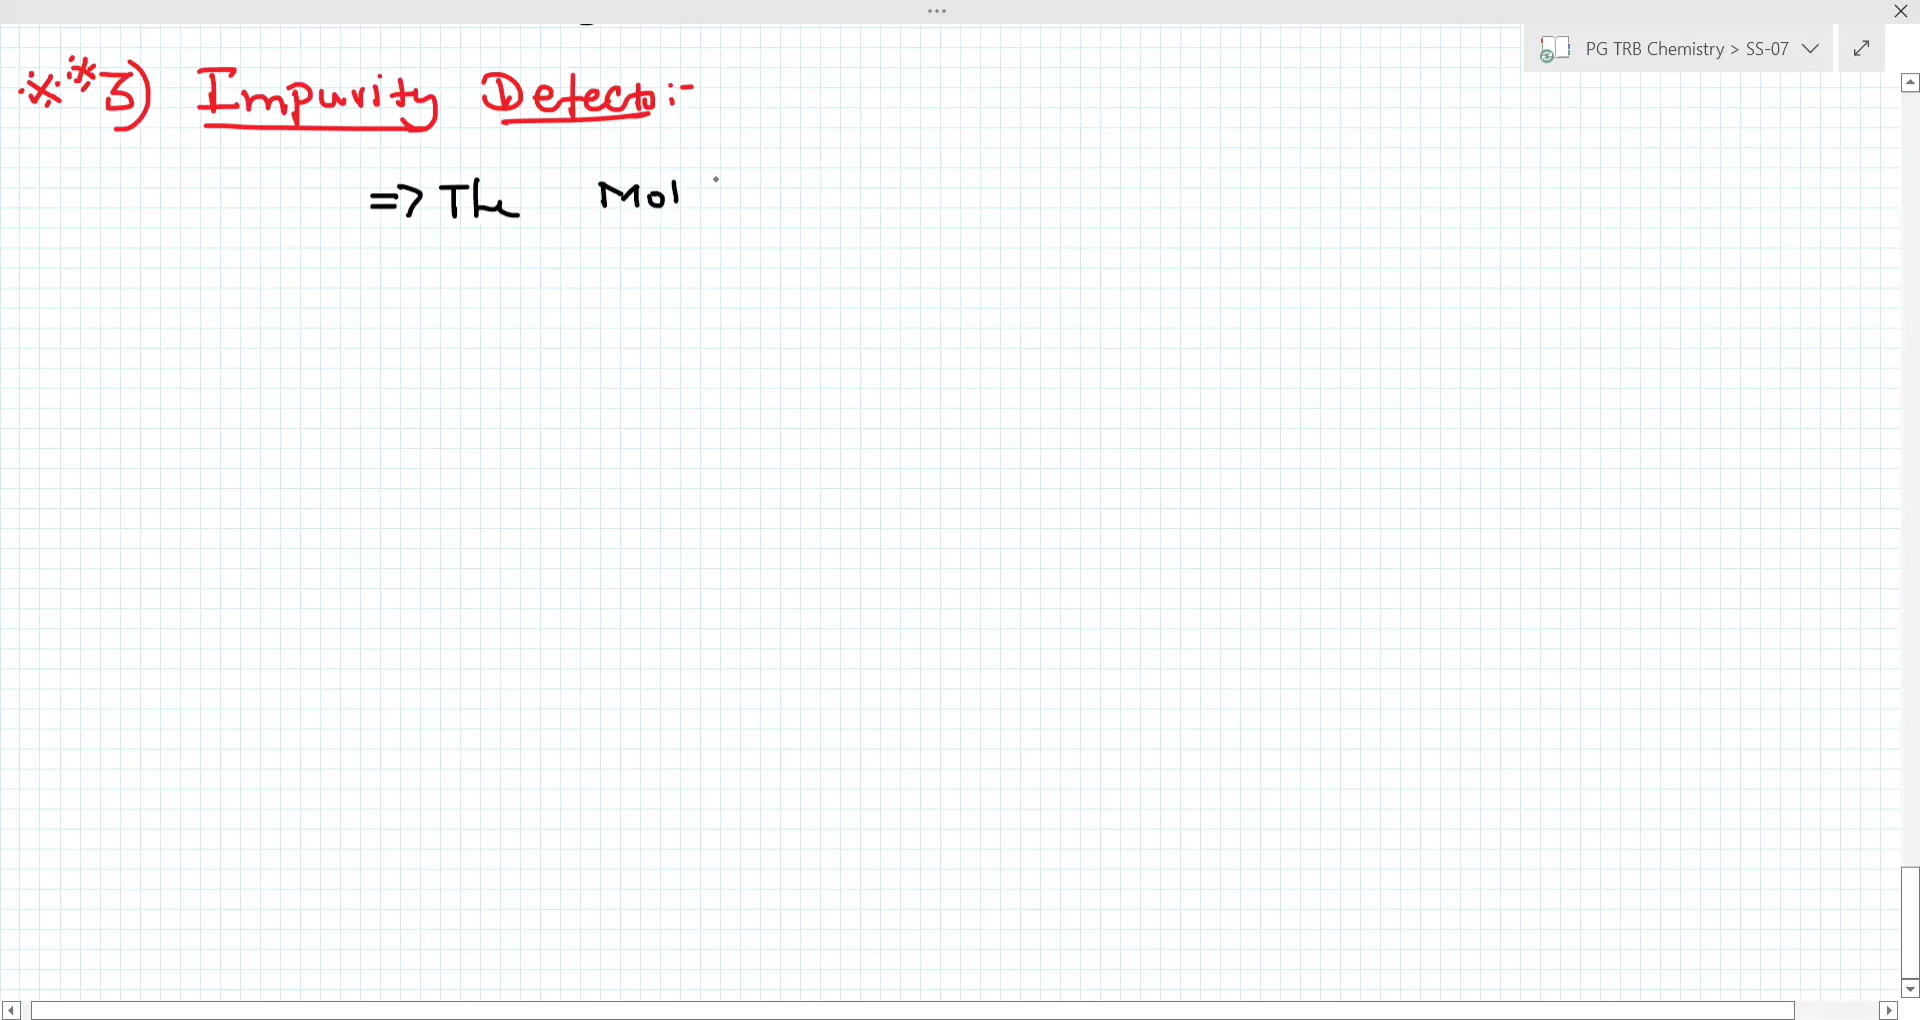 PG TRB Chemistry > SS-07
**3) Impurity Defects:-
=> The Mol